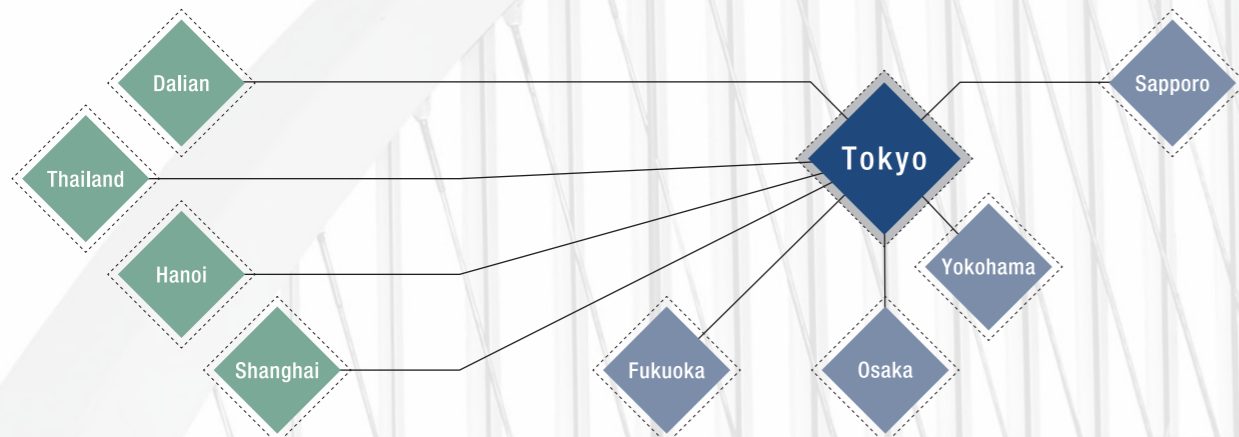 Dalian
Sapporo
Tokyo
Thailand
Hanoi
Yokohama
Shanghai
Fukuoka
Osaka